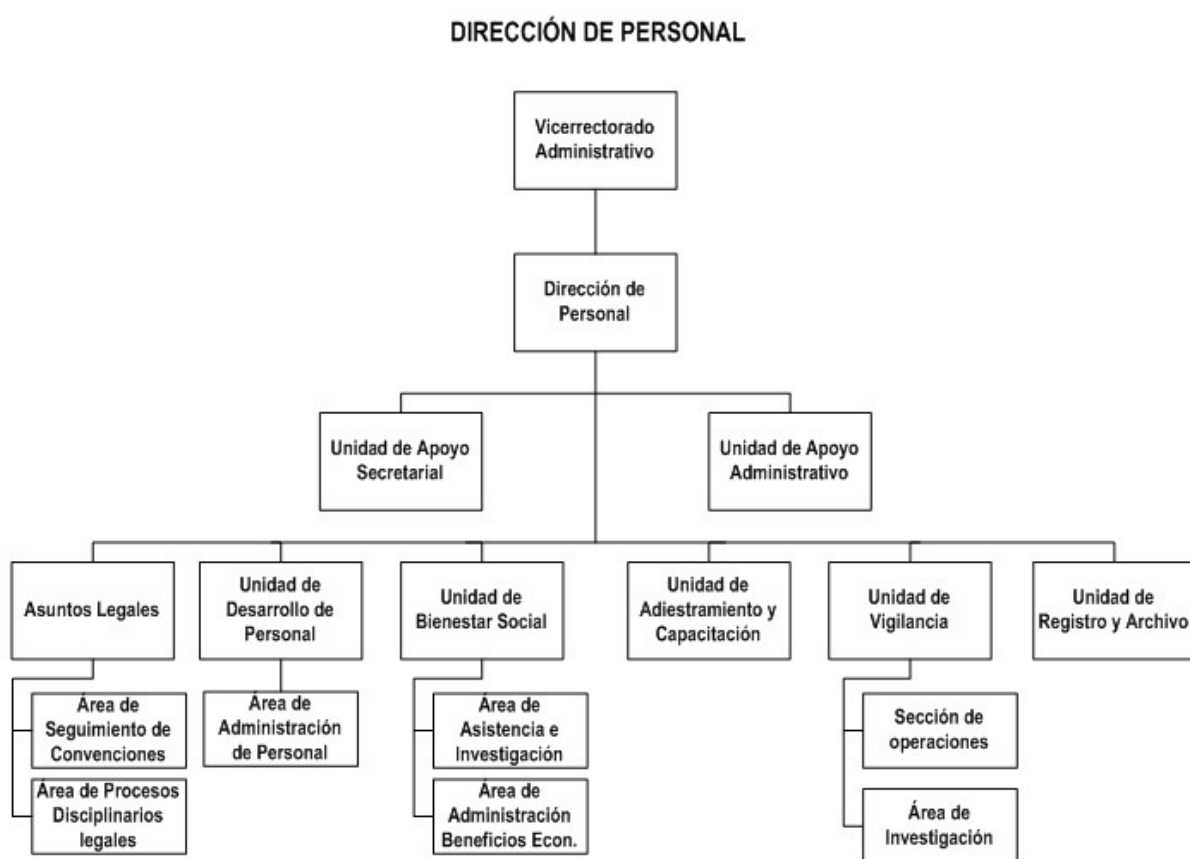 DIRECCIÓN DE PERSONAL
Vicerrectorado
Administrativo
Dirección de
Personal
Unidad de Apoyo
Secretarial
Unidad de Apoyo
Administrativo
Asuntos Legales
Unidad de
Desarrollo de
Personal
Unidad de
Bienestar Social
Unidad de
Adiestramiento y
Capacitación
Unidad de
Vigilancia
Unidad de
Registro y Archivo
Área de
Seguimiento de
Convenciones
Área de
Administración
de Personal
Área de
Asistencia e
Investigación
Sección de
operaciones
Área de Procesos
Disciplinarios
legales
Área de
Administración
Beneficios Econ.
Área de
Investigación